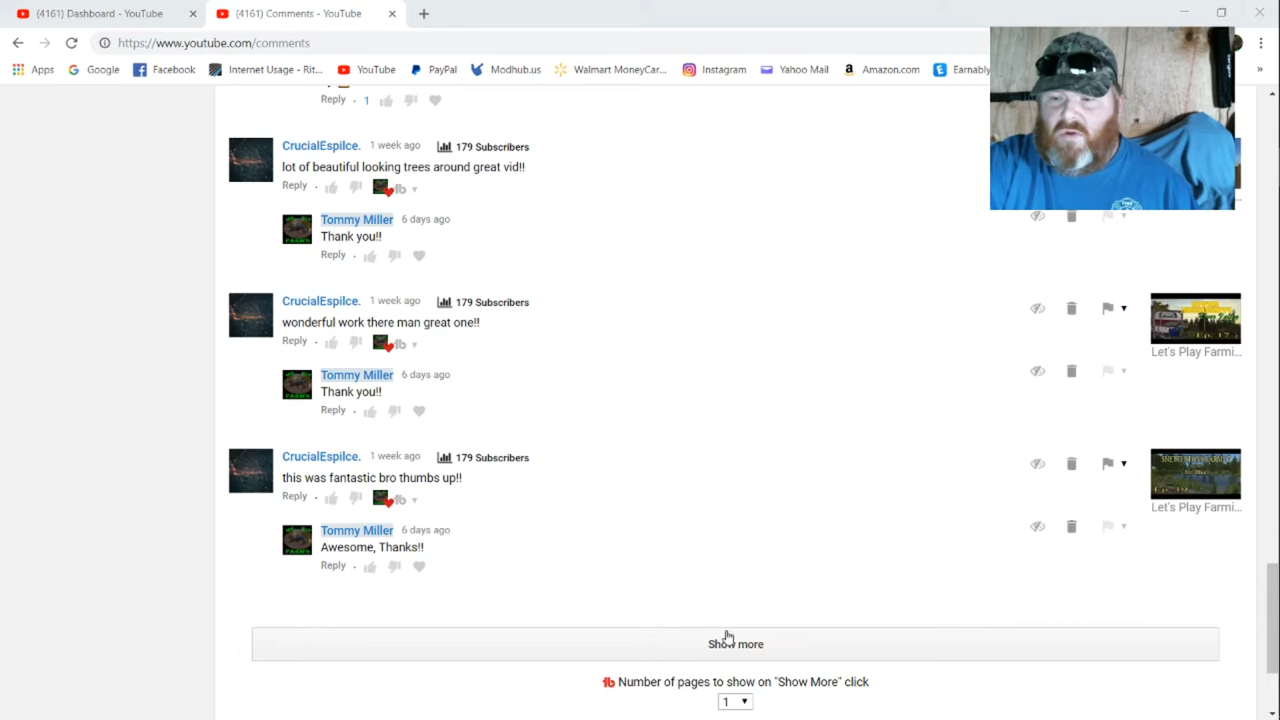 (4161) Dashboard - YouTube
(4161) Comments - YouTube
https://www.youtube.com/comments
Apps
Google
Facebook
Internet Usage - Rit...
YouTube
PayPal
Modhub.us
Walmart MoneyCar...
Instagram
Yahoo Mail
Amazon.com
Earnably
»
Reply . 1
CrucialEspilce. 1 week ago 179 Subscribers
lot of beautiful looking trees around great vid!!
Reply .
Tommy Miller 6 days ago
Thank you!!
Reply .
CrucialEspilce. 1 week ago 179 Subscribers
wonderful work there man great one!!
Reply .
Let's Play Farmi...
Tommy Miller 6 days ago
Thank you!!
Reply .
CrucialEspilce. 1 week ago 179 Subscribers
this was fantastic bro thumbs up!!
Reply .
Let's Play Farmi...
Tommy Miller 6 days ago
Awesome, Thanks!!
Reply .
Show more
tb Number of pages to show on "Show More" click
1